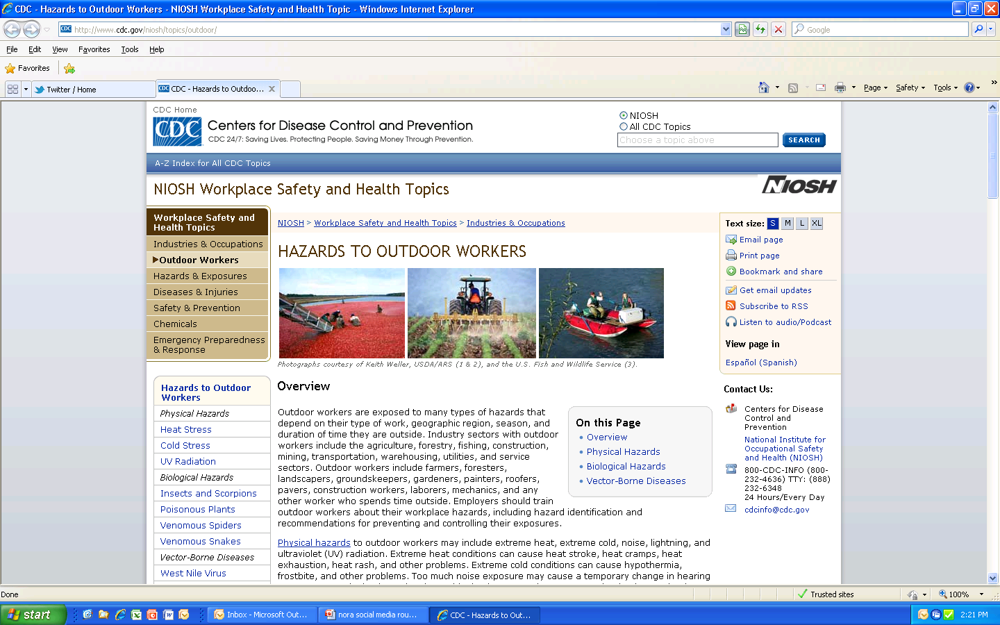 CDC - Hazards to Outdoor Workers - NIOSH Workplace Safety and Health Topic - Windows Internet Explorer
http://www.cdc.gov/niosh/topics/outdoor/
Google
File Edit View Favorites Tools Help
Favorites
Twitter / Home
CDC - Hazards to Outdoo...
Page Safety Tools
CDC Home
CDC
Centers for Disease Control and Prevention
CDC 24/7: Saving Lives. Protecting People. Saving Money Through Prevention.
NIOSH
All CDC Topics
Choose a topic above
SEARCH
A-Z Index for All CDC Topics
NIOSH Workplace Safety and Health Topics
NIOSH
Workplace Safety and
Health Topics
Industries & Occupations
Outdoor Workers
Hazards & Exposures
Diseases & Injuries
Safety & Prevention
Chemicals
Emergency Preparedness
& Response
Hazards to Outdoor
Workers
Physical Hazards
Heat Stress
Cold Stress
UV Radiation
Biological Hazards
Insects and Scorpions
Poisonous Plants
Venomous Spiders
Venomous Snakes
Vector-Borne Diseases
West Nile Virus
NIOSH > Workplace Safety and Health Topics > Industries & Occupations
HAZARDS TO OUTDOOR WORKERS
Photographs courtesy of Keith Weller, USDA/ARS (1 & 2), and the U.S. Fish and Wildlife Service (3).
Overview
Outdoor workers are exposed to many types of hazards that
depend on their type of work, geographic region, season, and
duration of time they are outside. Industry sectors with outdoor
workers include the agriculture, forestry, fishing, construction,
mining, transportation, warehousing, utilities, and service
sectors. Outdoor workers include farmers, foresters,
landscapers, groundskeepers, gardeners, painters, roofers,
pavers, construction workers, laborers, mechanics, and any
other worker who spends time outside. Employers should train
outdoor workers about their workplace hazards, including hazard identification and
recommendations for preventing and controlling their exposures.
Physical hazards to outdoor workers may include extreme heat, extreme cold, noise, lightning, and
ultraviolet (UV) radiation. Extreme heat conditions can cause heat stroke, heat cramps, heat
exhaustion, heat rash, and other problems. Extreme cold conditions can cause hypothermia,
frostbite, and other problems. Too much noise exposure may cause a temporary change in hearing
On this Page
Overview
Physical Hazards
Biological Hazards
Vector-Borne Diseases
Text size: S M L XL
Email page
Print page
Bookmark and share
Get email updates
Subscribe to RSS
Listen to audio/Podcast
View page in
Español (Spanish)
Contact Us:
Centers for Disease
Control and
Prevention
National Institute for
Occupational Safety
and Health (NIOSH)
800-CDC-INFO (800-
232-4636) TTY: (888)
232-6348
24 Hours/Every Day
cdcinfo@cdc.gov
Done
Trusted sites
100%
start
Inbox - Microsoft Out...
nora social media rou...
CDC - Hazards to Out...
2:21 PM